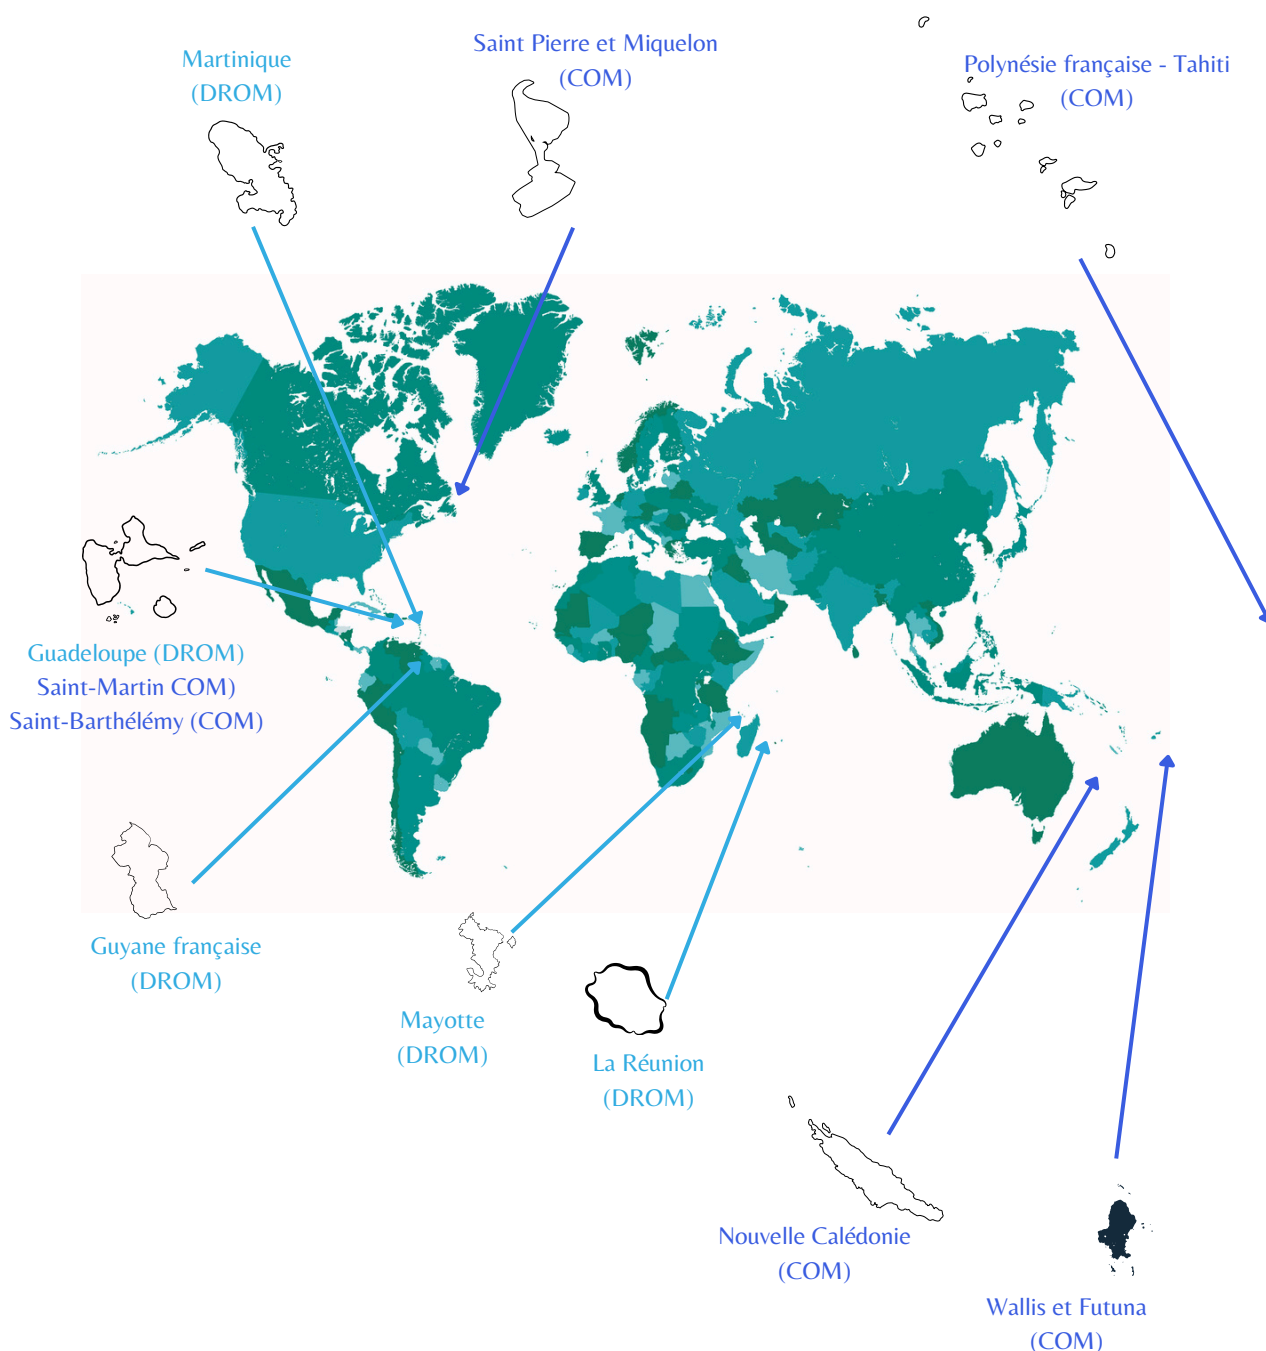 Saint Pierre et Miquelon
(COM)
Martinique
(DROM)
Polynésie française - Tahiti
(COM)
Guadeloupe (DROM)
Saint-Martin COM)
Saint-Barthélémy (COM)
Guyane française
(DROM)
Mayotte
(DROM)
La Réunion
(DROM)
Nouvelle Calédonie
(COM)
Wallis et Futuna
(COM)